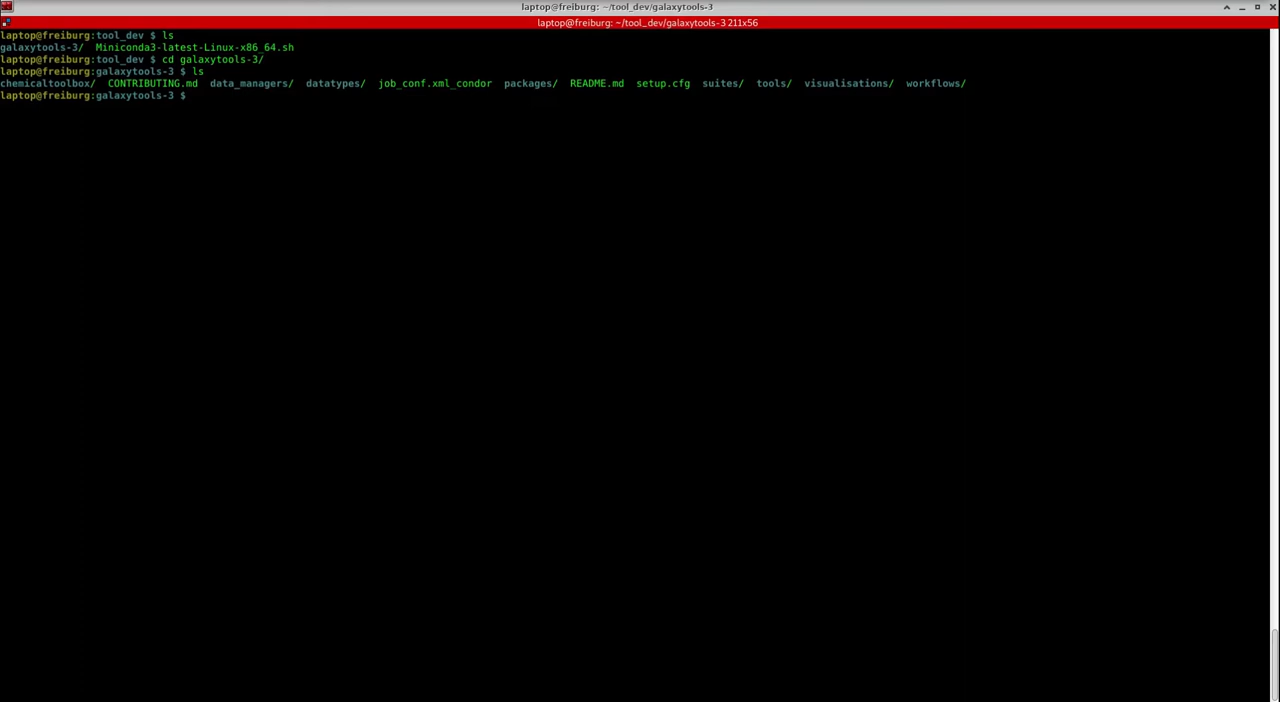 laptop@freiburg: ~/tool_dev/galaxytools-3
laptop@freiburg: ~/tool_dev/galaxytools-3 211x56
laptop@freiburg:tool_dev $ ls
galaxytools-3/  Miniconda3-latest-Linux-x86_64.sh
laptop@freiburg:tool_dev $ cd galaxytools-3/
laptop@freiburg:galaxytools-3 $ ls
chemicaltoolbox/  CONTRIBUTING.md  data_managers/  datatypes/  job_conf.xml_condor  packages/  README.md  setup.cfg  suites/  tools/  visualisations/  workflows/
laptop@freiburg:galaxytools-3 $